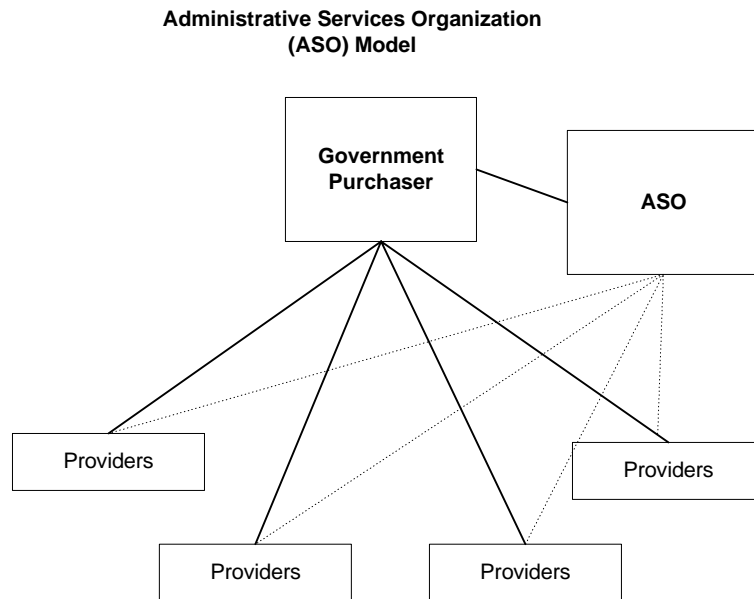 Administrative Services Organization
(ASO) Model
Government
Purchaser
ASO
Providers
Providers
Providers
Providers